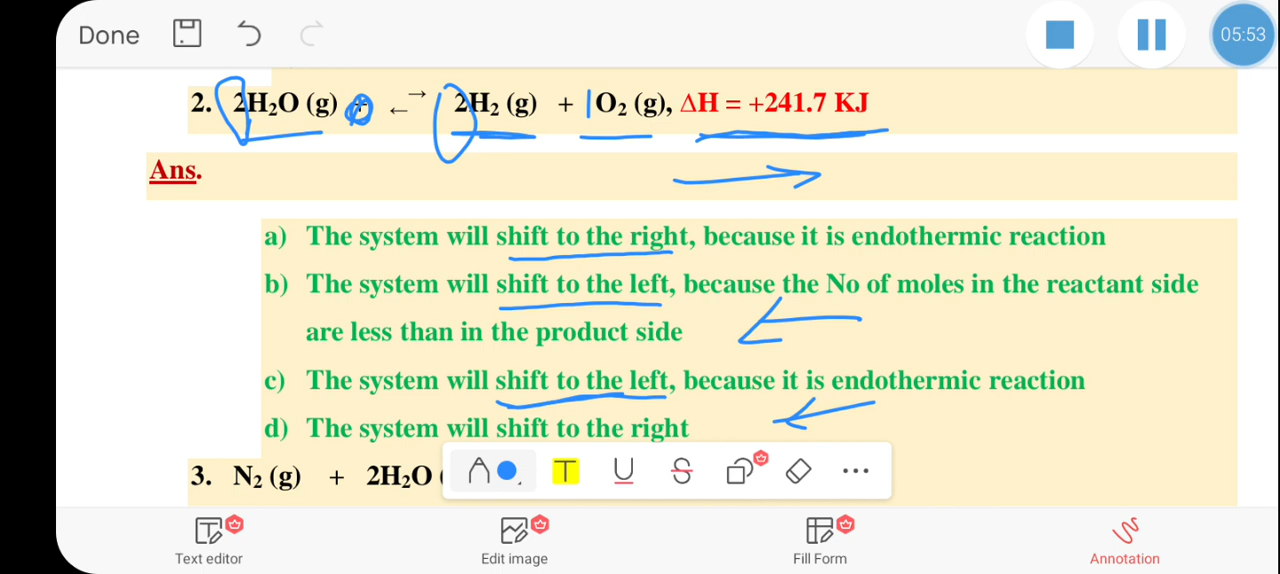 Done
05:53
2. 2H₂O (g) ⇄ 2H₂ (g) + 1 O₂ (g), ΔH = +241.7 KJ
Ans.
a) The system will shift to the right, because it is endothermic reaction
b) The system will shift to the left, because the No of moles in the reactant side
are less than in the product side
c) The system will shift to the left, because it is endothermic reaction
d) The system will shift to the right
3. N₂ (g) + 2H₂O (
T U S
Text editor
Edit image
Fill Form
Annotation